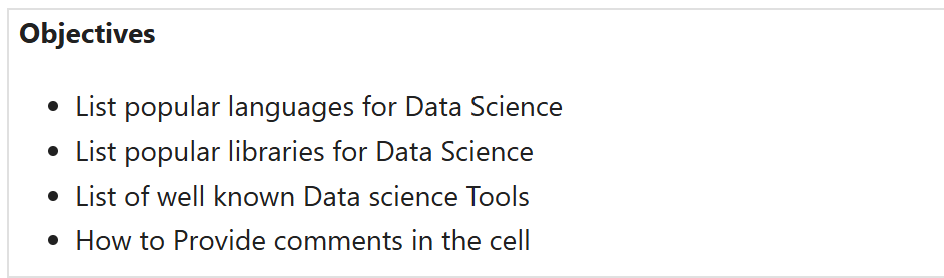 Objectives
• List popular languages for Data Science
• List popular libraries for Data Science
• List of well known Data science Tools
• How to Provide comments in the cell